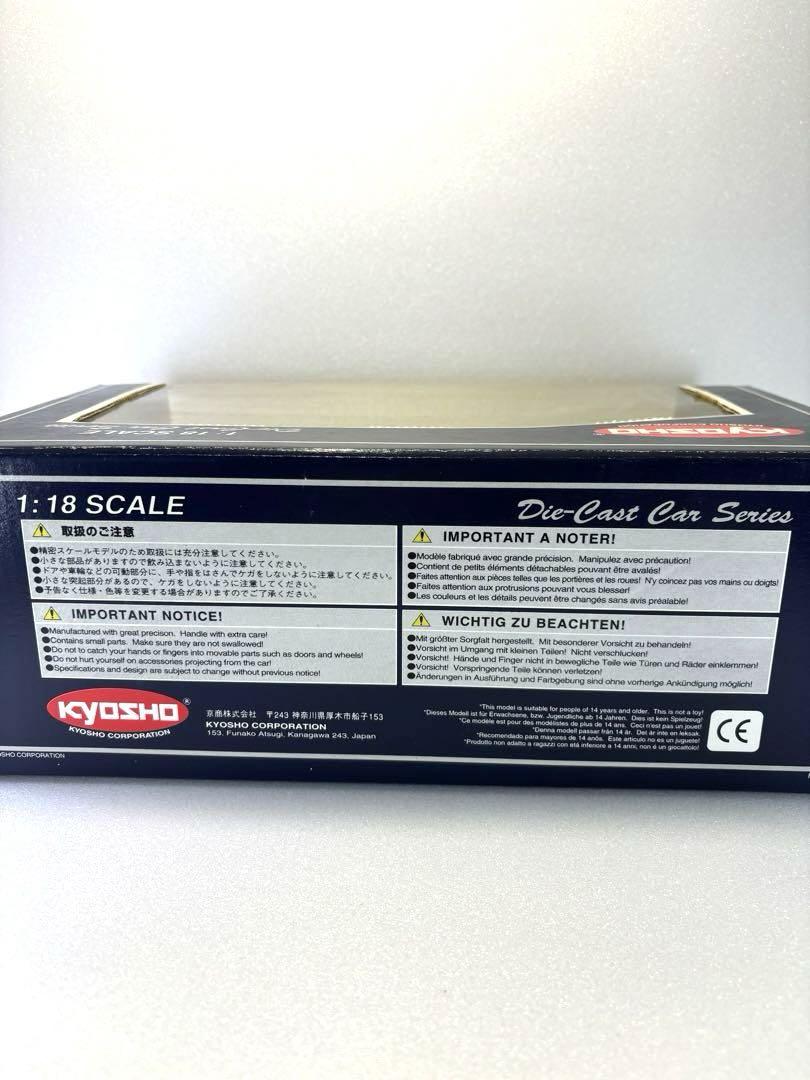 1:18 SCALE
KYOSHO
KYOSHO CORPORATION
1:18 SCALE
Die-Cast Car Series
取扱のご注意
●精密スケールモデルのため取扱には充分注意してください。
●小さな部品がありますので飲み込まないように注意してください。
●ドアや車輪などの可動部分に、手や指をはさんでケガをしないように注意してください。
●小さな突起部分があるので、ケガをしないように注意してください。
●予告なく仕様・色等を変更する場合がありますのでご了承ください。
IMPORTANT A NOTER!
●Modèle fabriqué avec grande précision. Manipulez avec précaution!
●Contient de petits éléments détachables pouvant être avalés!
●Faites attention aux pièces telles que les portières et les roues! N'y coincez pas vos mains ou doigts!
●Faites attention aux protrusions pouvant vous blesser!
●Les couleurs et les détails peuvent être changés sans avis préalable!
IMPORTANT NOTICE!
●Manufactured with great precison. Handle with extra care!
●Contains small parts. Make sure they are not swallowed!
●Do not to catch your hands or fingers into movable parts such as doors and wheels!
●Do not hurt yourself on accessories projecting from the car!
●Specifications and design are subject to change without previous notice!
WICHTIG ZU BEACHTEN!
●Mit größter Sorgfalt hergestellt. Mit besonderer Vorsicht zu behandeln!
●Vorsicht im Umgang mit kleinen Teilen! Nicht verschlucken!
●Vorsicht! Hände und Finger nicht in bewegliche Teile wie Türen und Räder einklemmen!
●Vorsicht! Vorspringende Teile können verletzen!
●Änderungen in Ausführung und Farbgebung sind ohne vorherige Ankündigung möglich!
KYOSHO®
KYOSHO CORPORATION
京商株式会社 〒243 神奈川県厚木市船子153
KYOSHO CORPORATION
153, Funako Atsugi, Kanagawa 243, Japan
*This model is suitable for people of 14 years and older. This is not a toy!
*Dieses Modell ist für Erwachsene, bzw. Jugendliche ab 14 Jahren. Dies ist kein Spielzeug!
*Ce modéle est pour des modélistes de plus de 14 ans. Ceci n'est pas un jouet!
*Denna modell passer från 14 år. Det är inte en leksak.
*Recomendado para mayores de 14 anõs. Este articulo no es un juguete!
*Prodotto non adatto a ragazzi con etá inferiore a 14 anni, non é un giocattolo!
CE
OSHO CORPORATION